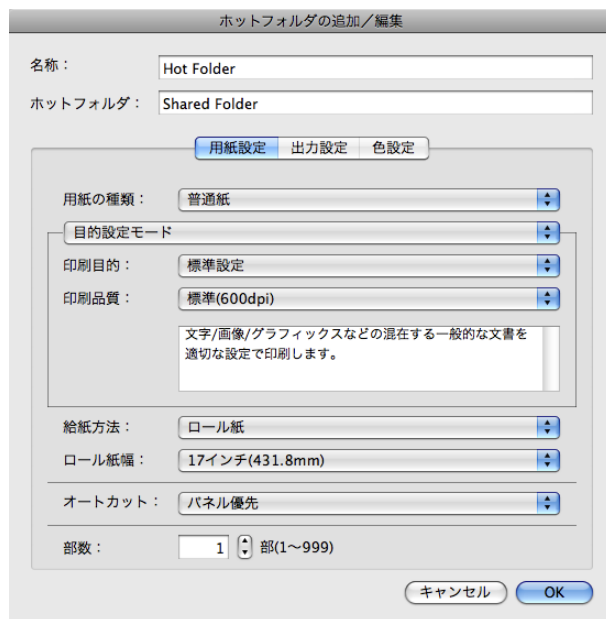 ホットフォルダの追加／編集
名称： Hot Folder
ホットフォルダ： Shared Folder
用紙設定 出力設定 色設定
用紙の種類： 普通紙
目的設定モード
印刷目的： 標準設定
印刷品質： 標準(600dpi)
文字/画像/グラフィックスなどの混在する一般的な文書を
適切な設定で印刷します。
給紙方法： ロール紙
ロール紙幅： 17インチ(431.8mm)
オートカット： パネル優先
部数： 1 部(1〜999)
キャンセル OK